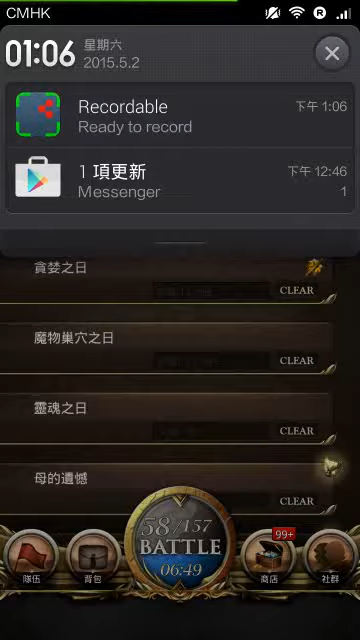 CMHK
01:06
星期六
2015.5.2
Recordable
下午 1:06
Ready to record
1 項更新
下午 12:46
Messenger
1
貪婪之日
CLEAR
魔物巢穴之日
CLEAR
靈魂之日
CLEAR
母的遺憾
CLEAR
58/157
BATTLE
06:49
99+
隊伍
背包
商店
社群